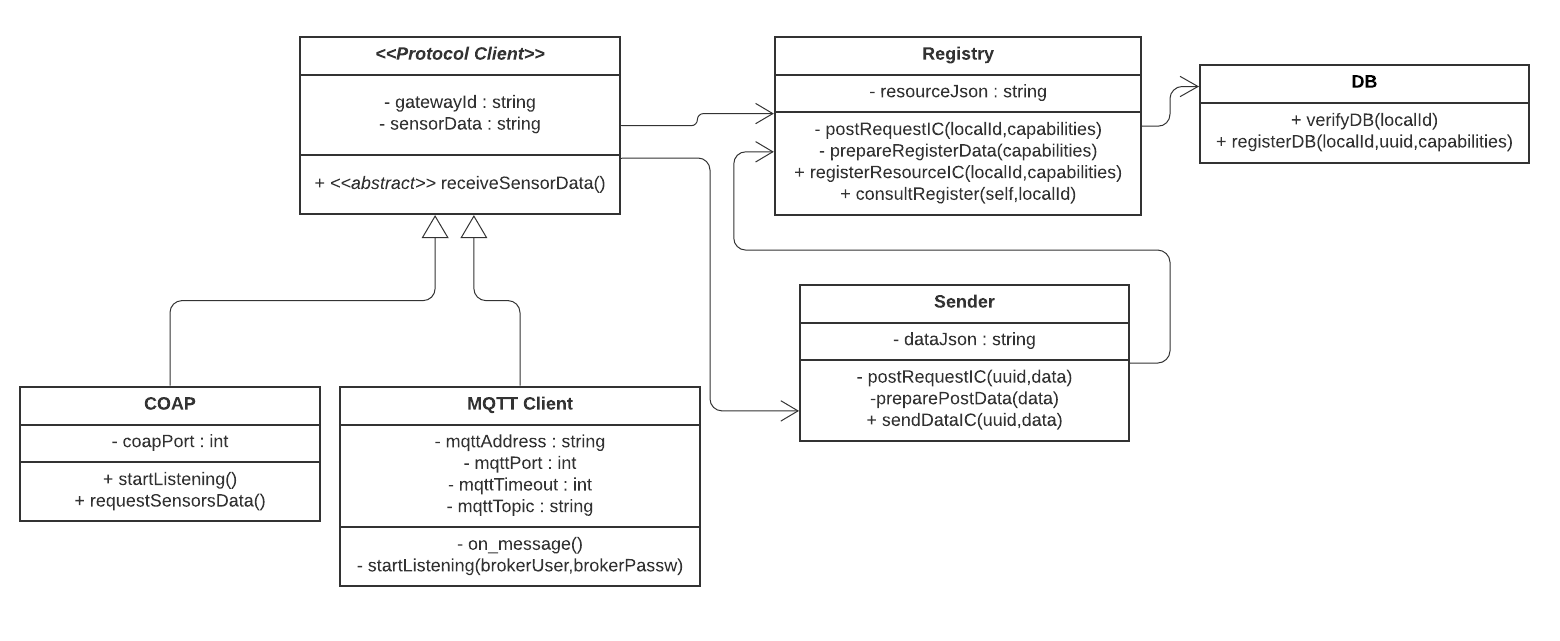 <<Protocol Client>>
- gatewayId : string
- sensorData : string
+ <<abstract>> receiveSensorData()
Registry
- resourceJson : string
- postRequestIC(localId,capabilities)
- prepareRegisterData(capabilities)
+ registerResourceIC(localId,capabilities)
+ consultRegister(self,localId)
DB
+ verifyDB(localId)
+ registerDB(localId,uuid,capabilities)
Sender
- dataJson : string
- postRequestIC(uuid,data)
-preparePostData(data)
+ sendDataIC(uuid,data)
COAP
- coapPort : int
+ startListening()
+ requestSensorsData()
MQTT Client
- mqttAddress : string
- mqttPort : int
- mqttTimeout : int
- mqttTopic : string
- on_message()
- startListening(brokerUser,brokerPassw)